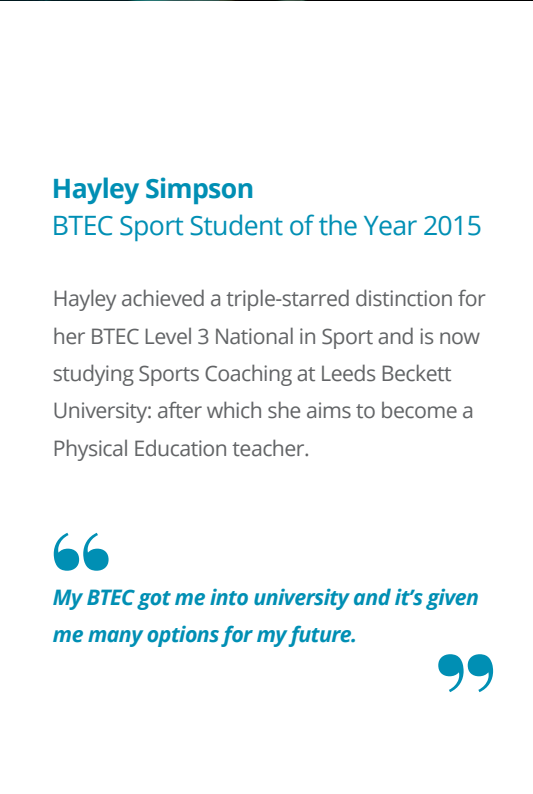 Hayley Simpson
BTEC Sport Student of the Year 2015
Hayley achieved a triple-starred distinction for
her BTEC Level 3 National in Sport and is now
studying Sports Coaching at Leeds Beckett
University: after which she aims to become a
Physical Education teacher.
“
My BTEC got me into university and it’s given
me many options for my future.
”